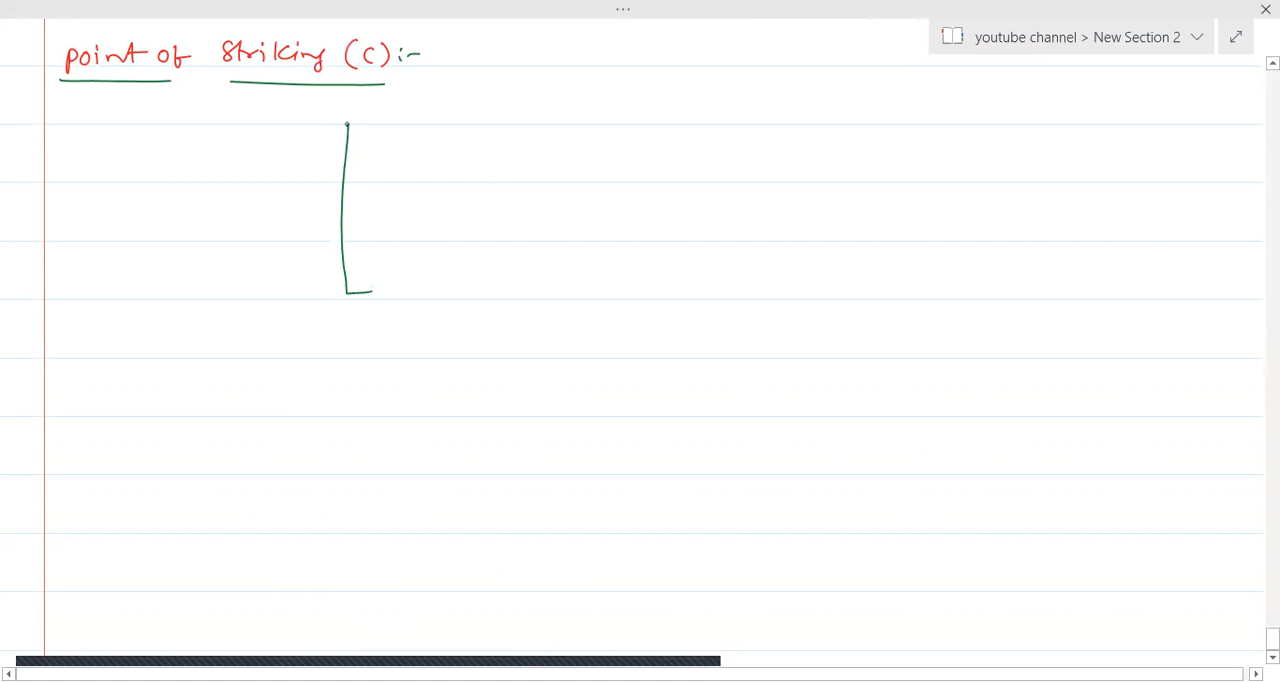 youtube channel > New Section 2
point of Striking (C) :-